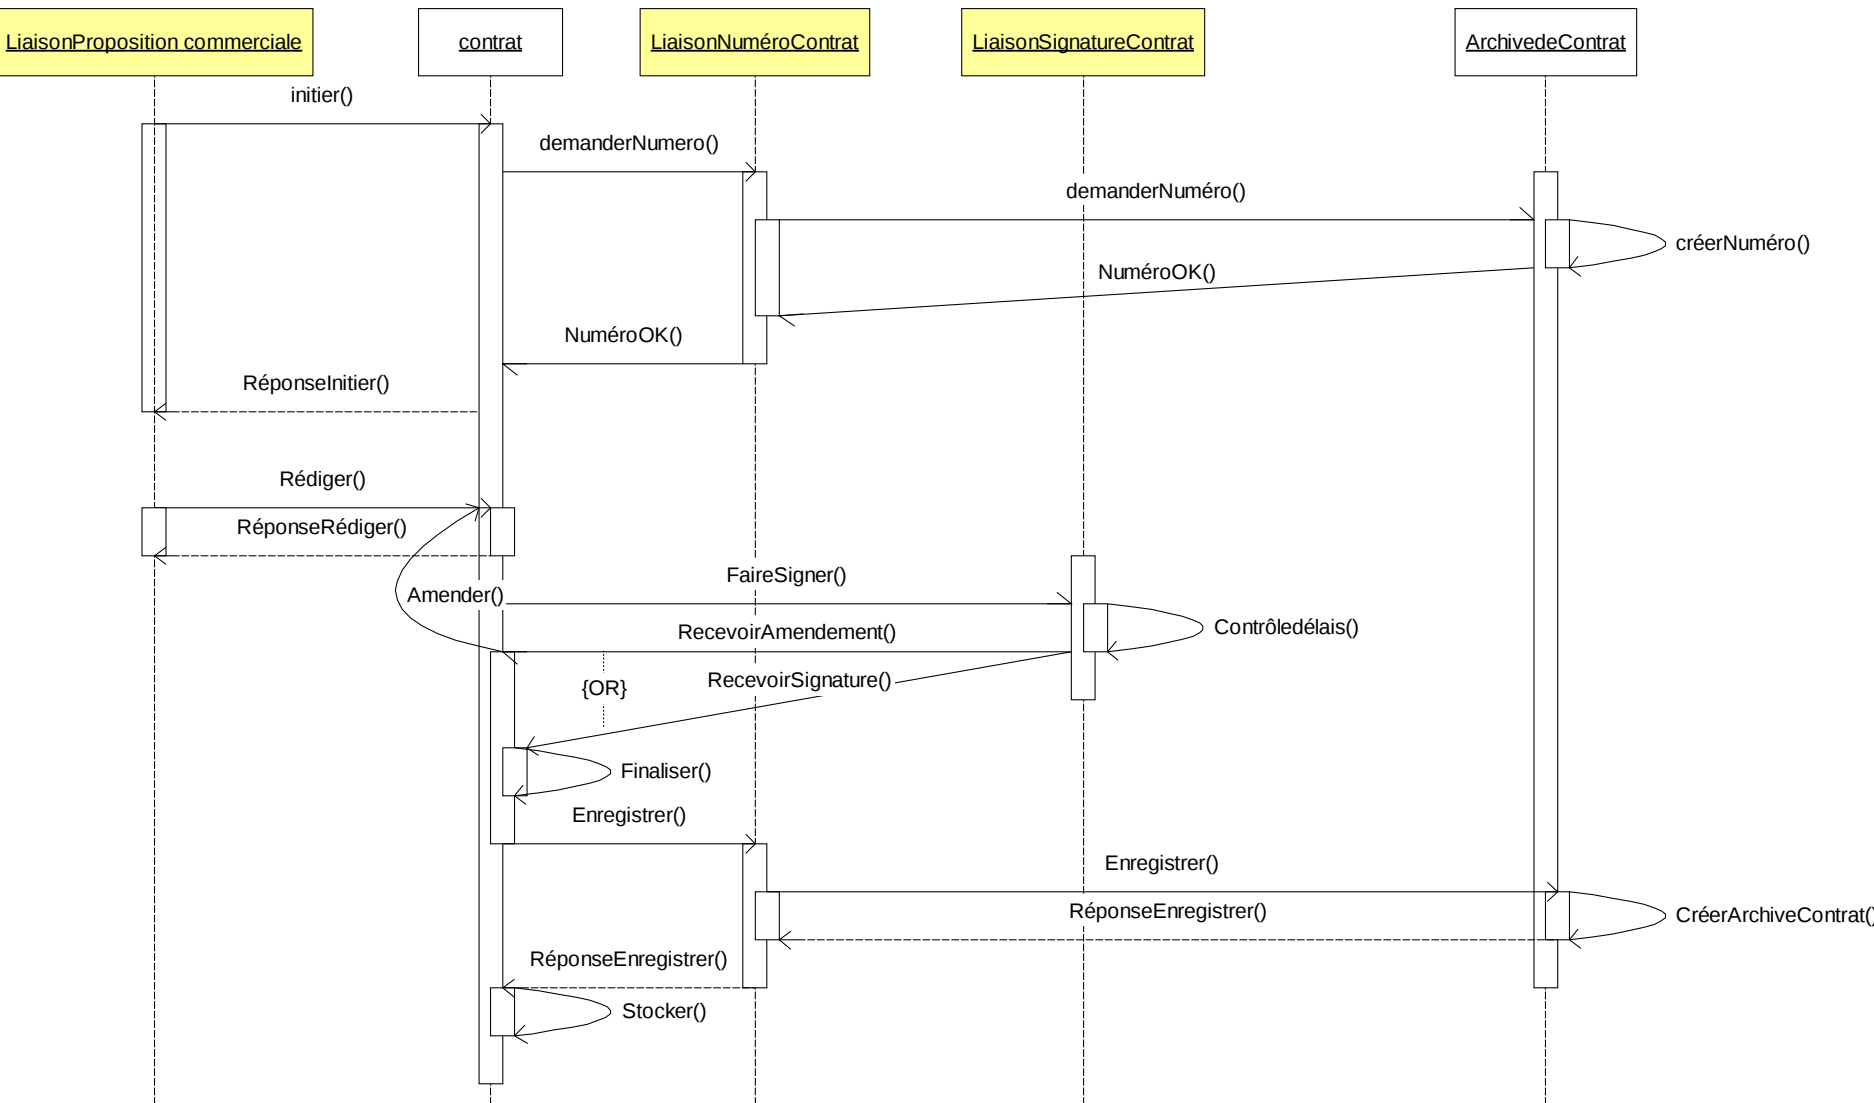 LiaisonProposition commerciale
contrat
LiaisonNuméroContrat
LiaisonSignatureContrat
ArchivedeContrat
initier()
demanderNumero()
demanderNuméro()
créerNuméro()
NuméroOK()
NuméroOK()
RéponseInitier()
Rédiger()
RéponseRédiger()
FaireSigner()
Amender()
Contrôledélais()
RecevoirAmendement()
RecevoirSignature()
{OR}
Finaliser()
Enregistrer()
Enregistrer()
RéponseEnregistrer()
CréerArchiveContrat()
RéponseEnregistrer()
Stocker()